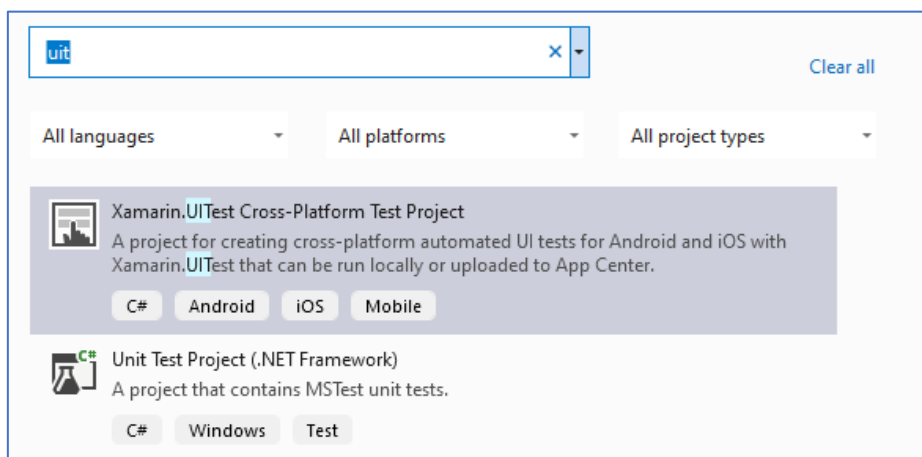 uit
Clear all
All languages
All platforms
All project types
Xamarin.UITest Cross-Platform Test Project
A project for creating cross-platform automated UI tests for Android and iOS with
Xamarin.UITest that can be run locally or uploaded to App Center.
C# Android iOS Mobile
C#
Unit Test Project (.NET Framework)
A project that contains MSTest unit tests.
C# Windows Test